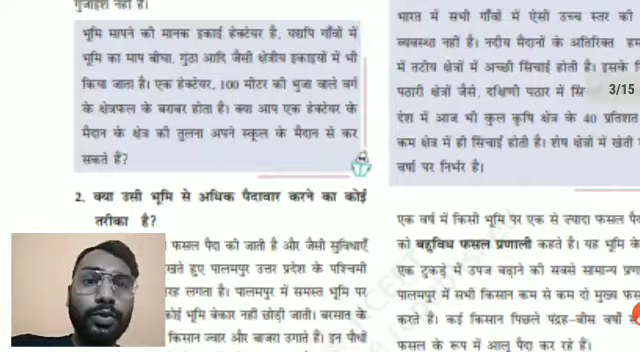 गुंजाइश नहीं है।
भूमि मापने की मानक इकाई हेक्टेयर है, यद्यपि गाँवों में
भूमि का माप बीघा, गुंठा आदि जैसी क्षेत्रीय इकाइयों में भी
किया जाता है। एक हेक्टेयर, 100 मीटर की भुजा वाले वर्ग
के क्षेत्रफल के बराबर होता है। क्या आप एक हेक्टेयर के
मैदान के क्षेत्र की तुलना अपने स्कूल के मैदान से कर
सकते हैं?
2. क्या उसी भूमि से अधिक पैदावार करने का कोई
तरीका है?
फसल पैदा की जाती है और जैसी सुविधाएँ
रखते हुए पालमपुर उत्तर प्रदेश के पश्चिमी
लगता है। पालमपुर में समस्त भूमि पर
कोई भूमि बेकार नहीं छोड़ी जाती। बरसात के
किसान ज्वार और बाजरा उगाते हैं। इन पौधों
भारत में सभी गाँवों में ऐसी उच्च स्तर की
व्यवस्था नहीं है। नदीय मैदानों के अतिरिक्त
में तटीय क्षेत्रों में अच्छी सिंचाई होती है। इसके
पठारी क्षेत्रों जैसे, दक्षिणी पठार में
3/15
देश में आज भी कुल कृषि क्षेत्र के 40 प्रतिशत
कम क्षेत्र में ही सिंचाई होती है। शेष क्षेत्रों में खेती
वर्षा पर निर्भर है।
एक वर्ष में किसी भूमि पर एक से ज़्यादा फसल
को बहुविध फसल प्रणाली कहते हैं। यह भूमि के
एक टुकड़े में उपज बढ़ाने की सबसे सामान्य
पालमपुर में सभी किसान कम से कम दो मुख्य
करते हैं। कई किसान पिछले पंद्रह-बीस वर्षों
फसल के रूप में आलू पैदा कर रहे हैं।